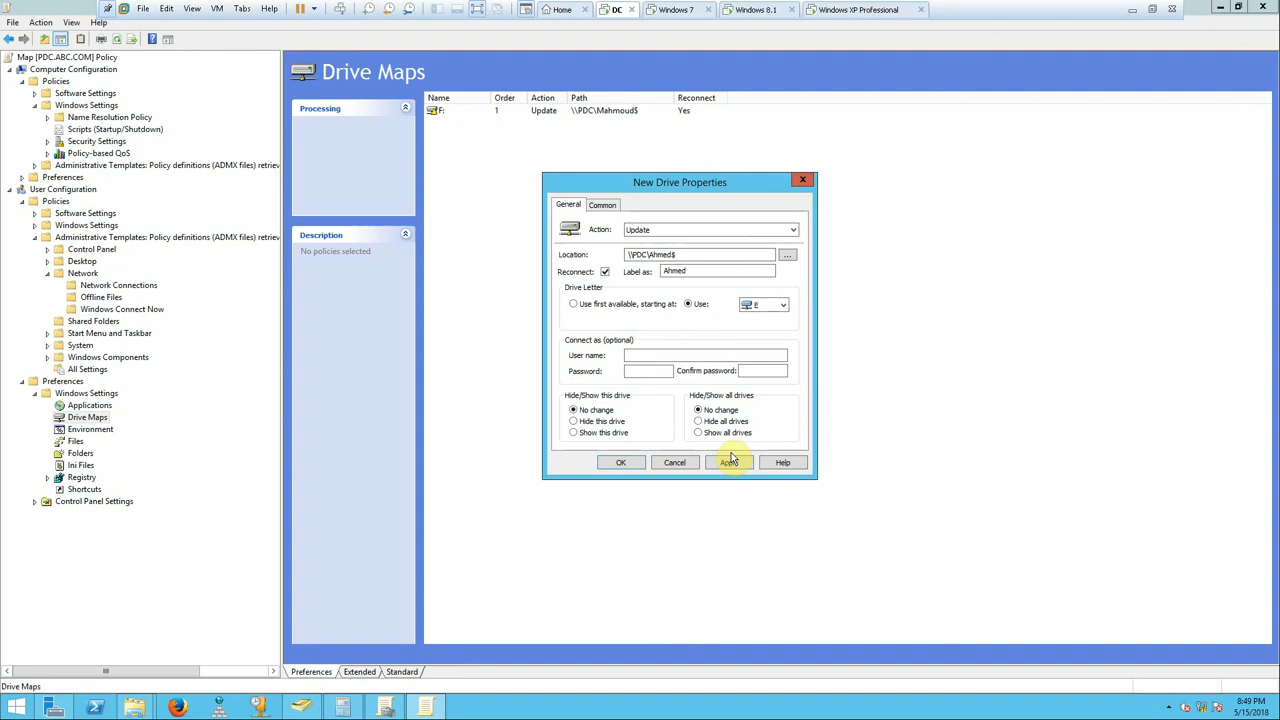 File Edit View VM Tabs Help
Home DC Windows 7 Windows 8.1 Windows XP Professional
File Action View Help
Map [PDC.ABC.COM] Policy
Computer Configuration
Policies
Software Settings
Windows Settings
Name Resolution Policy
Scripts (Startup/Shutdown)
Security Settings
Policy-based QoS
Administrative Templates: Policy definitions (ADMX files) retriev
Preferences
User Configuration
Policies
Software Settings
Windows Settings
Administrative Templates: Policy definitions (ADMX files) retriev
Control Panel
Desktop
Network
Network Connections
Offline Files
Windows Connect Now
Shared Folders
Start Menu and Taskbar
System
Windows Components
All Settings
Preferences
Windows Settings
Applications
Drive Maps
Environment
Files
Folders
Ini Files
Registry
Shortcuts
Control Panel Settings
Drive Maps
Processing
Description
No policies selected
Name Order Action Path Reconnect
F: 1 Update \\PDC\Mahmoud$ Yes
New Drive Properties
General Common
Action: Update
Location: \\PDC\Ahmed$ ...
Reconnect: Label as: Ahmed
Drive Letter
Use first available, starting at: Use: E
Connect as (optional)
User name:
Password: Confirm password:
Hide/Show this drive Hide/Show all drives
No change No change
Hide this drive Hide all drives
Show this drive Show all drives
OK Cancel Apply Help
Preferences Extended Standard
Drive Maps
8:49 PM
5/15/2018